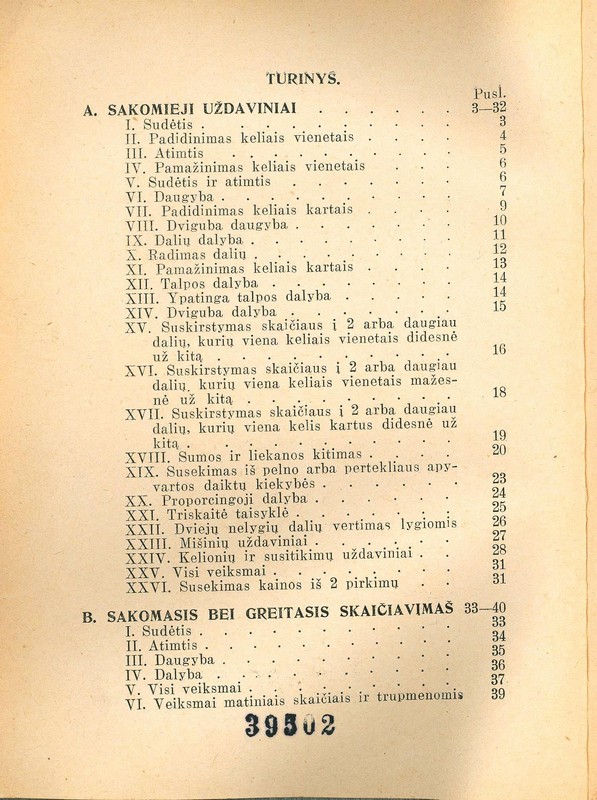 TURINYS.
Pusl.
A. SAKOMIEJI UŽDAVINIAI . . . . . . 3—32
I. Sudėtis . . . . . . . . . . 3
II. Padidinimas keliais vienetais . . . . 4
III. Atimtis . . . . . . . . . 5
IV. Pamažinimas keliais vienetais . . . 6
V. Sudėtis ir atimtis . . . . . . 6
VI. Daugyba . . . . . . . . . 7
VII. Padidinimas keliais kartais . . . . 9
VIII. Dviguba daugyba . . . . . . 10
IX. Dalių dalyba . . . . . . . . 11
X. Radimas dalių . . . . . . . . 12
XI. Pamažinimas keliais kartais . . . . 13
XII. Talpos dalyba . . . . . . . 14
XIII. Ypatinga talpos dalyba . . . . . 14
XIV. Dviguba dalyba . . . . . . . 15
XV. Suskirstymas skaičiaus į 2 arba daugiau
dalių, kurių viena keliais vienetais didesnė
už kitą . . . . . . . . . . 16
XVI. Suskirstymas skaičiaus į 2 arba daugiau
dalių, kurių viena keliais vienetais mažes-
nė už kitą . . . . . . . . . 18
XVII. Suskirstymas skaičiaus į 2 arba daugiau
dalių, kurių viena kelis kartus didesnė už
kitą . . . . . . . . . . . 19
XVIII. Sumos ir liekanos kitimas . . . . 20
XIX. Susekimas iš pelno arba pertekliaus apy-
vartos daiktų kiekybės . . . . . 23
XX. Proporcingoji dalyba . . . . . . 24
XXI. Triskaitė taisyklė . . . . . . 25
XXII. Dviejų nelygių dalių vertimas lygiomis 26
XXIII. Mišinių uždaviniai . . . . . . 27
XXIV. Kelionių ir susitikimų uždaviniai . . 28
XXV. Visi veiksmai . . . . . . . 31
XXVI. Susekimas kainos iš 2 pirkimų . . 31
B. SAKOMASIS BEI GREITASIS SKAIČIAVIMAS 33—40
I. Sudėtis . . . . . . . . . . 33
II. Atimtis . . . . . . . . . . 34
III. Daugyba . . . . . . . . . 35
IV. Dalyba . . . . . . . . . . 36
V. Visi veiksmai . . . . . . . . 37
VI. Veiksmai matiniais skaičiais ir trupmenomis 39
39502